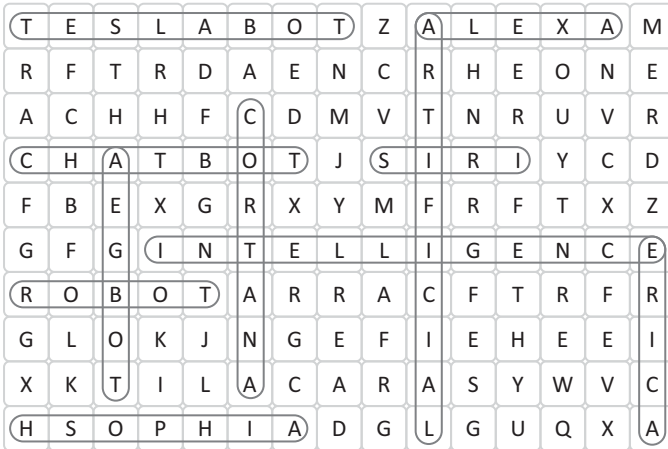 T E S L A B O T Z A L E X A M
R F T R D A E N C R H E O N E
A C H H F C D M V T N R U V R
C H A T B O T J S I R I Y C D
F B E X G R X Y M F R F T X Z
G F G I N T E L L I G E N C E
R O B O T A R R A C F T R F R
G L O K J N G E F I E H E E I
X K T I L A C A R A S Y W V C
H S O P H I A D G L G U Q X A